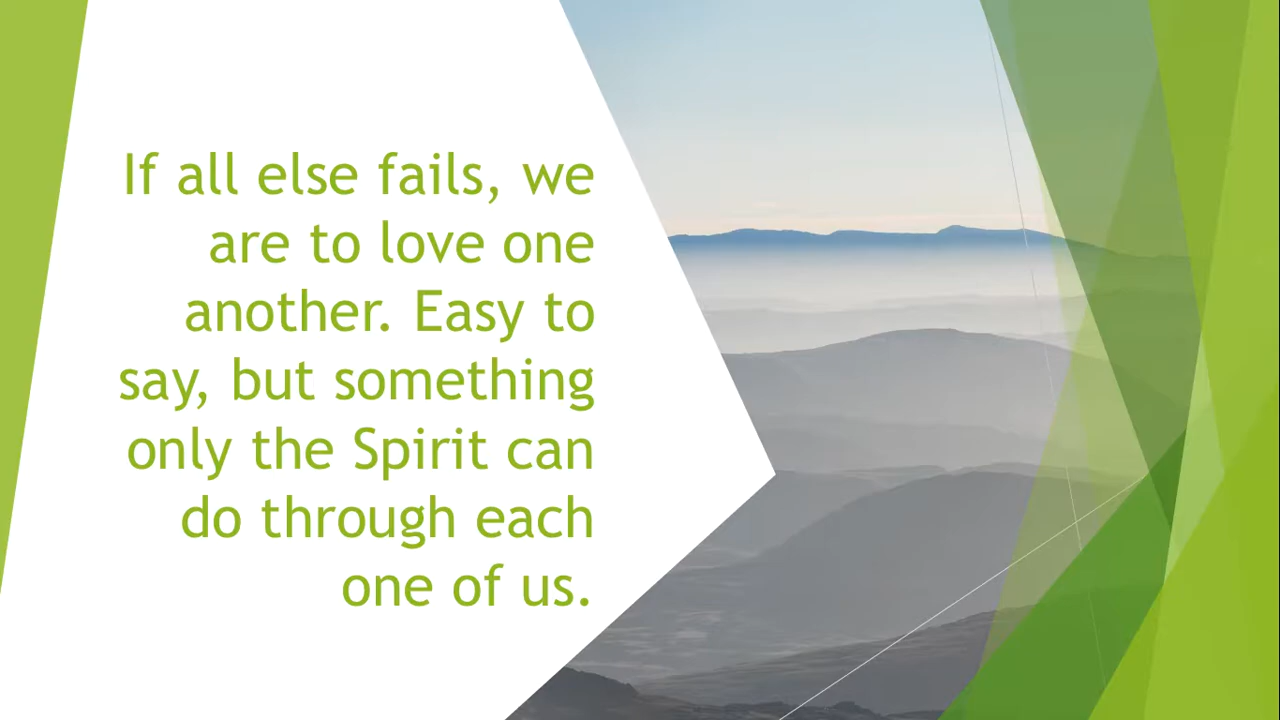 If all else fails, we
are to love one
another. Easy to
say, but something
only the Spirit can
do through each
one of us.